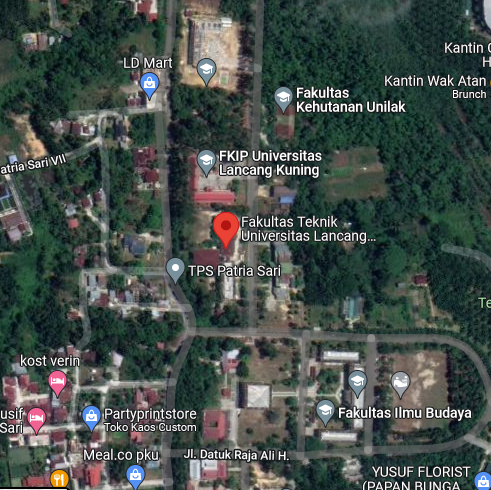 Kantin
LD Mart
Kantin Wak Atan
Brunch
Fakultas
Kehutanan Unilak
FKIP Universitas
Lancang Kuning
atria Sari VII
Fakultas Teknik
Universitas Lancang...
TPS Patria Sari
Te
kost verin
usif
Sari
Partyprintstore
Toko Kaos Custom
Fakultas Ilmu Budaya
Meal.co pku
Jl. Datuk Raja Ali H.
YUSUF FLORIST
(PAPAN BUNGA